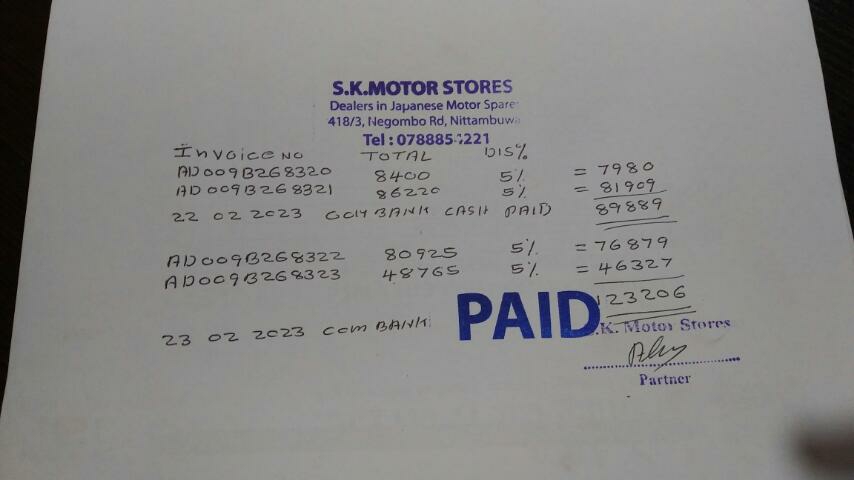 S.K.MOTOR STORES
Dealers in Japanese Motor Spare
418/3, Negombo Rd, Nittambuwa
Tel :
Invoice NO TOTAL DIS%
AD009B268320 8400 5% = 7980
AD009B268321 86220 5% = 81909
22 02 2023 COM BANK CASH PAID 89889
AD009B268322 80925 5% = 76879
AD009B268323 48765 5% = 46327
123206
PAID
23 02 2023 COM BANK
.K. Motor Stores
Partner